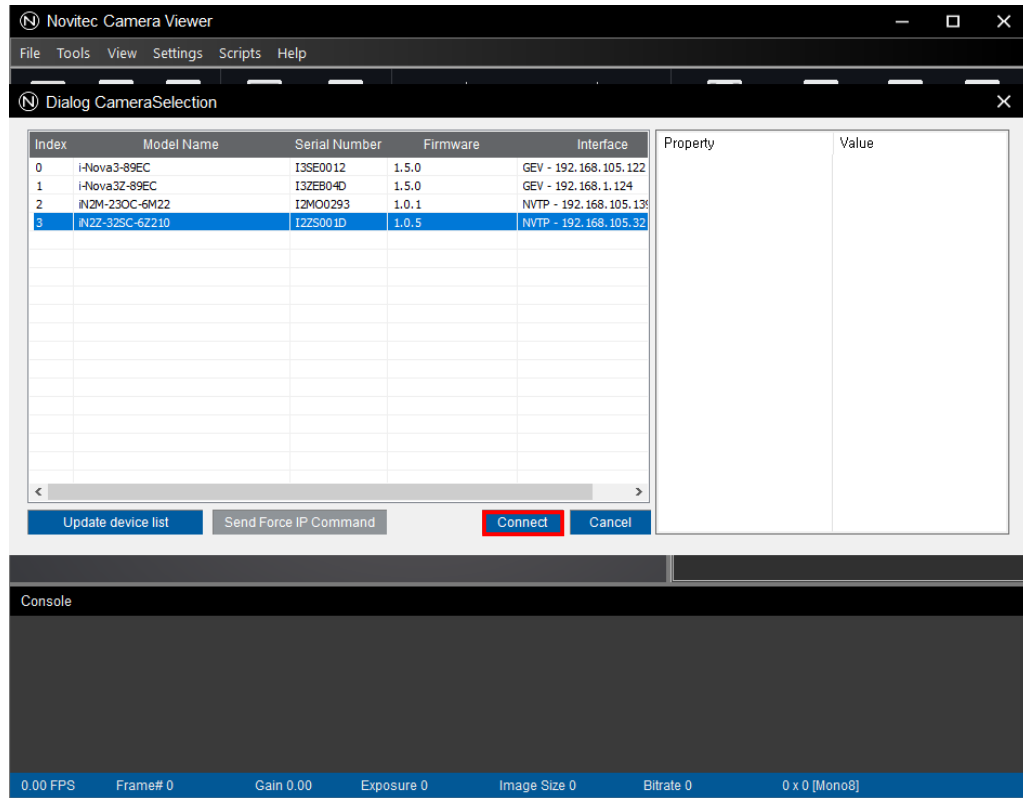 Novitec Camera Viewer
File Tools View Settings Scripts Help
Dialog CameraSelection
Index Model Name Serial Number Firmware Interface Property Value
0 i-Nova3-89EC I3SE0012 1.5.0 GEV - 192.168.105.122
1 i-Nova3Z-89EC I3ZEB04D 1.5.0 GEV - 192.168.1.124
2 iN2M-23OC-6M22 I2MO0293 1.0.1 NVTP - 192.168.105.139
3 iN2Z-32SC-6Z210 I2ZS001D 1.0.5 NVTP - 192.168.105.32
Update device list Send Force IP Command Connect Cancel
Console
0.00 FPS Frame# 0 Gain 0.00 Exposure 0 Image Size 0 Bitrate 0 0 x 0 [Mono8]